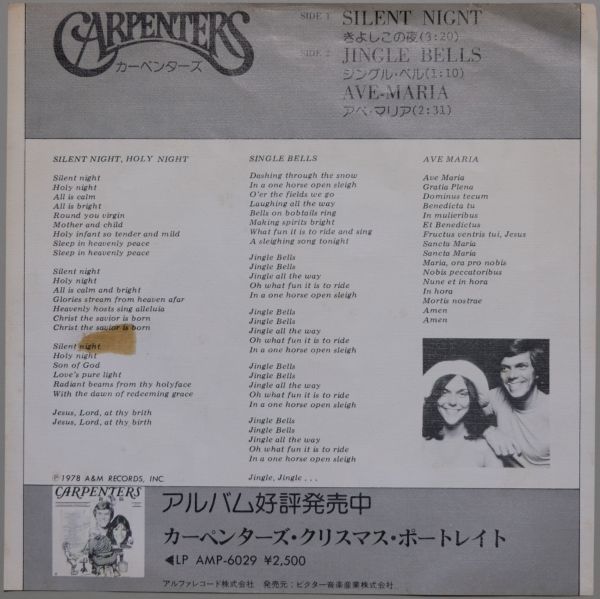 CARPENTERS
カーペンターズ
SIDE 1 SILENT NIGNT
きよしこの夜(3:20)
SIDE 2 JINGLE BELLS
ジングル・ベル(1:10)
AVE-MARIA
アベ・マリア(2:31)
SILENT NIGHT, HOLY NIGHT
Silent night
Holy night
All is calm
All is bright
Round you virgin
Mother and child
Holy infant so tender and mild
Sleep in heavenly peace
Sleep in heavenly peace
Silent night
Holy night
All is calm and bright
Glories stream from heaven afar
Heavenly hosts sing alleluia
Christ the savior is born
Christ the savior is born
Silent night
Holy night
Son of God
Love's pure light
Radiant beams from thy holyface
With the dawn of redeeming grace
Jesus, Lord, at thy brith
Jesus, Lord, at thy birth
SINGLE BELLS
Dashing through the snow
In a one horse open sleigh
O'er the fields we go
Laughing all the way
Bells on bobtails ring
Making spirits bright
What fun it is to ride and sing
A sleighing song tonight
Jingle Bells
Jingle Bells
Jingle all the way
Oh what fun it is to ride
In a one horse open sleigh
Jingle Bells
Jingle Bells
Jingle all the way
Oh what fun it is to ride
In a one horse open sleigh
Jingle Bells
Jingle Bells
Jingle all the way
Oh what fun it is to ride
In a one horse open sleigh
Jingle Bells
Jingle Bells
Jingle all the way
Oh what fun it is to ride
In a one horse open sleigh
Jingle, Jingle . . .
AVE MARIA
Ave Maria
Gratia Plena
Dominus tecum
Benedicta tu
In mulieribus
Et Benedictus
Fructus ventris tui, Jesus
Sancta Maria
Sancta Maria
Maria, ora pro nobis
Nobis peccatoribus
Nunc et in hora
In hora
Mortis nostrae
Amen
Amen
Ⓟ1978 A&M RECORDS, INC
CARPENTERS
アルバム好評発売中
カーペンターズ・クリスマス・ポートレイト
◀LP AMP-6029 ¥2,500
アルファレコード株式会社 発売元:ビクター音楽産業株式会社